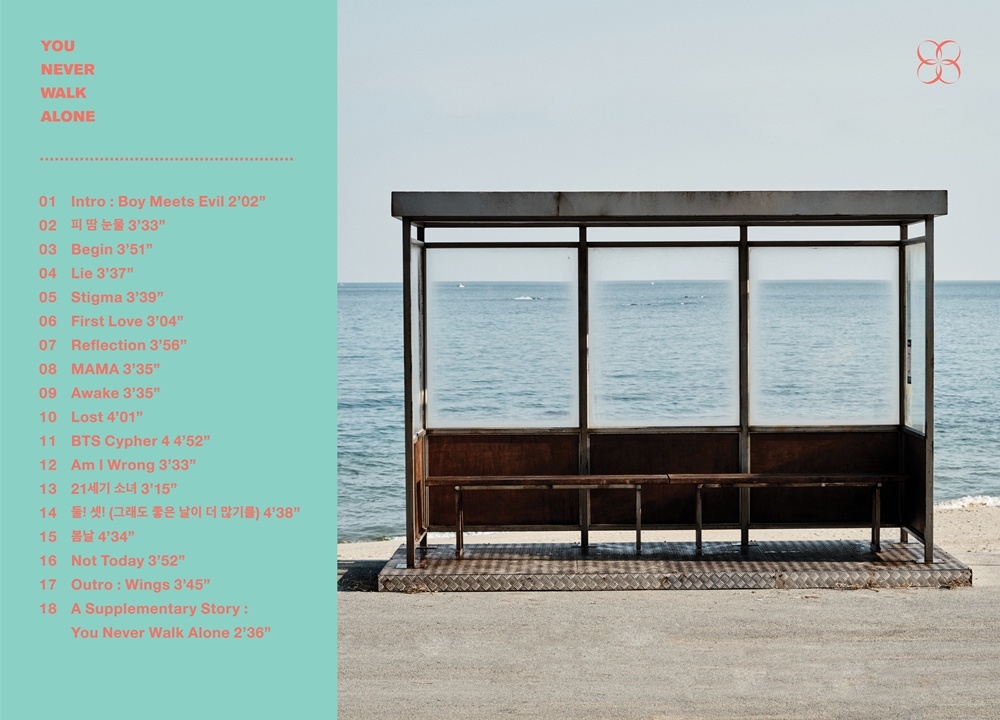 YOU
NEVER
WALK
ALONE
01 Intro : Boy Meets Evil 2’02”
02 피 땀 눈물 3’33”
03 Begin 3’51”
04 Lie 3’37”
05 Stigma 3’39”
06 First Love 3’04”
07 Reflection 3’56”
08 MAMA 3’35”
09 Awake 3’35”
10 Lost 4’01”
11 BTS Cypher 4 4’52”
12 Am I Wrong 3’33”
13 21세기 소녀 3’15”
14 둘! 셋! (그래도 좋은 날이 더 많기를) 4’38”
15 봄날 4’34”
16 Not Today 3’52”
17 Outro : Wings 3’45”
18 A Supplementary Story :
You Never Walk Alone 2’36”